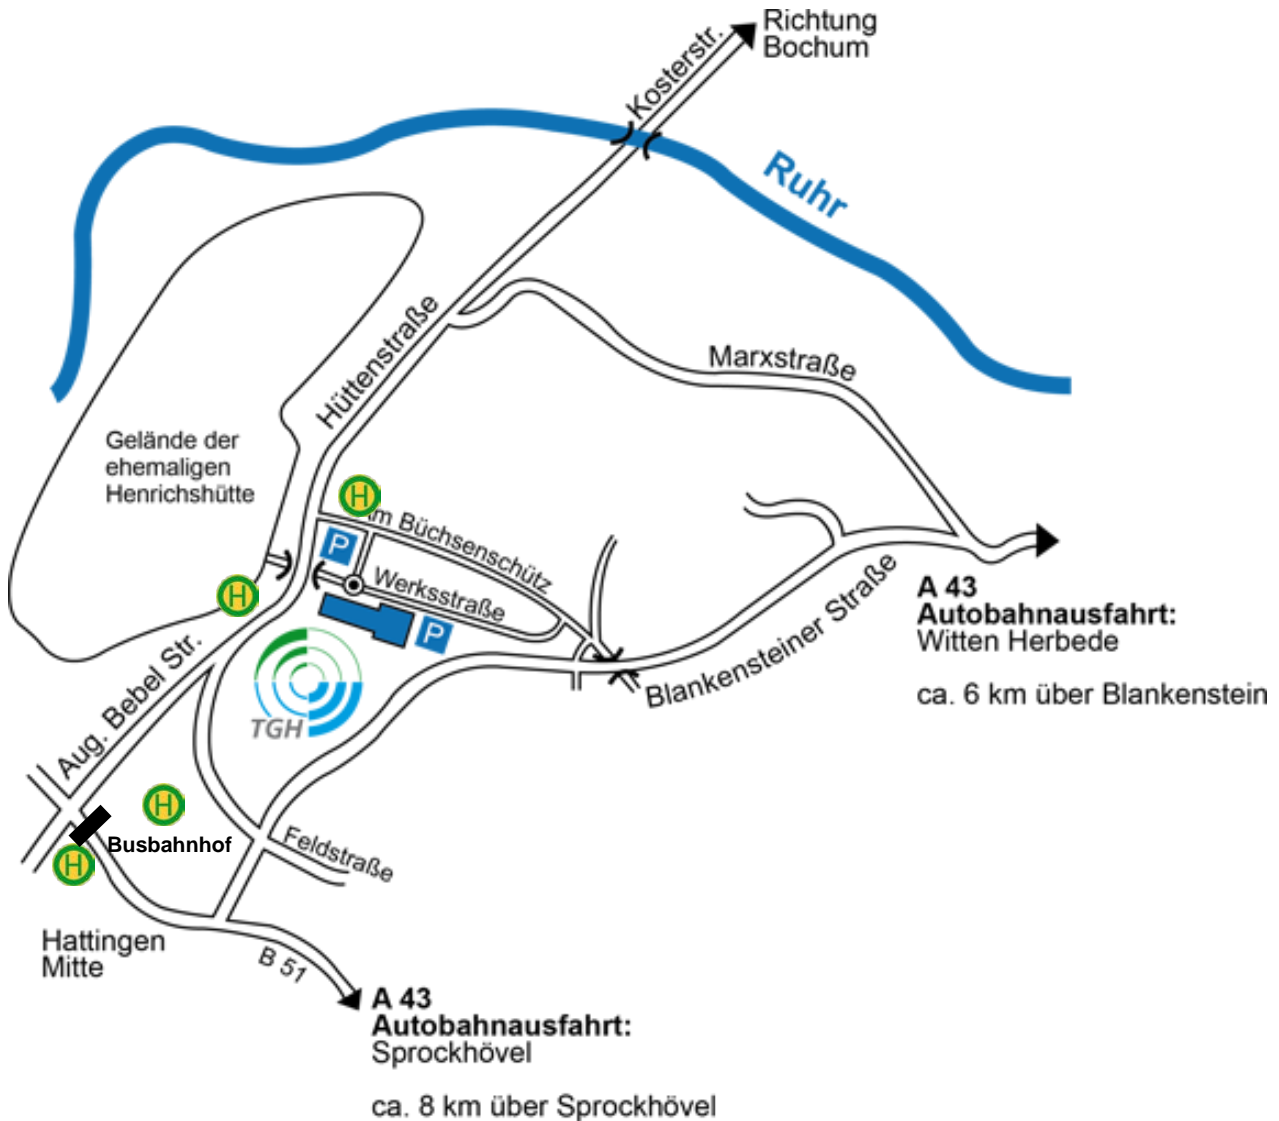 Richtung
Bochum
Kosterstr.
Ruhr
Hüttenstraße
Marxstraße
Gelände der
ehemaligen
Henrichshütte
H
Am Büchsenschütz
P
Werksstraße
H
P
Blankensteiner Straße
A 43
Autobahnausfahrt:
Witten Herbede
ca. 6 km über Blankenstein
Aug. Bebel Str.
TGH
H
Busbahnhof
H
Feldstraße
Hattingen
Mitte
B 51
A 43
Autobahnausfahrt:
Sprockhövel
ca. 8 km über Sprockhövel